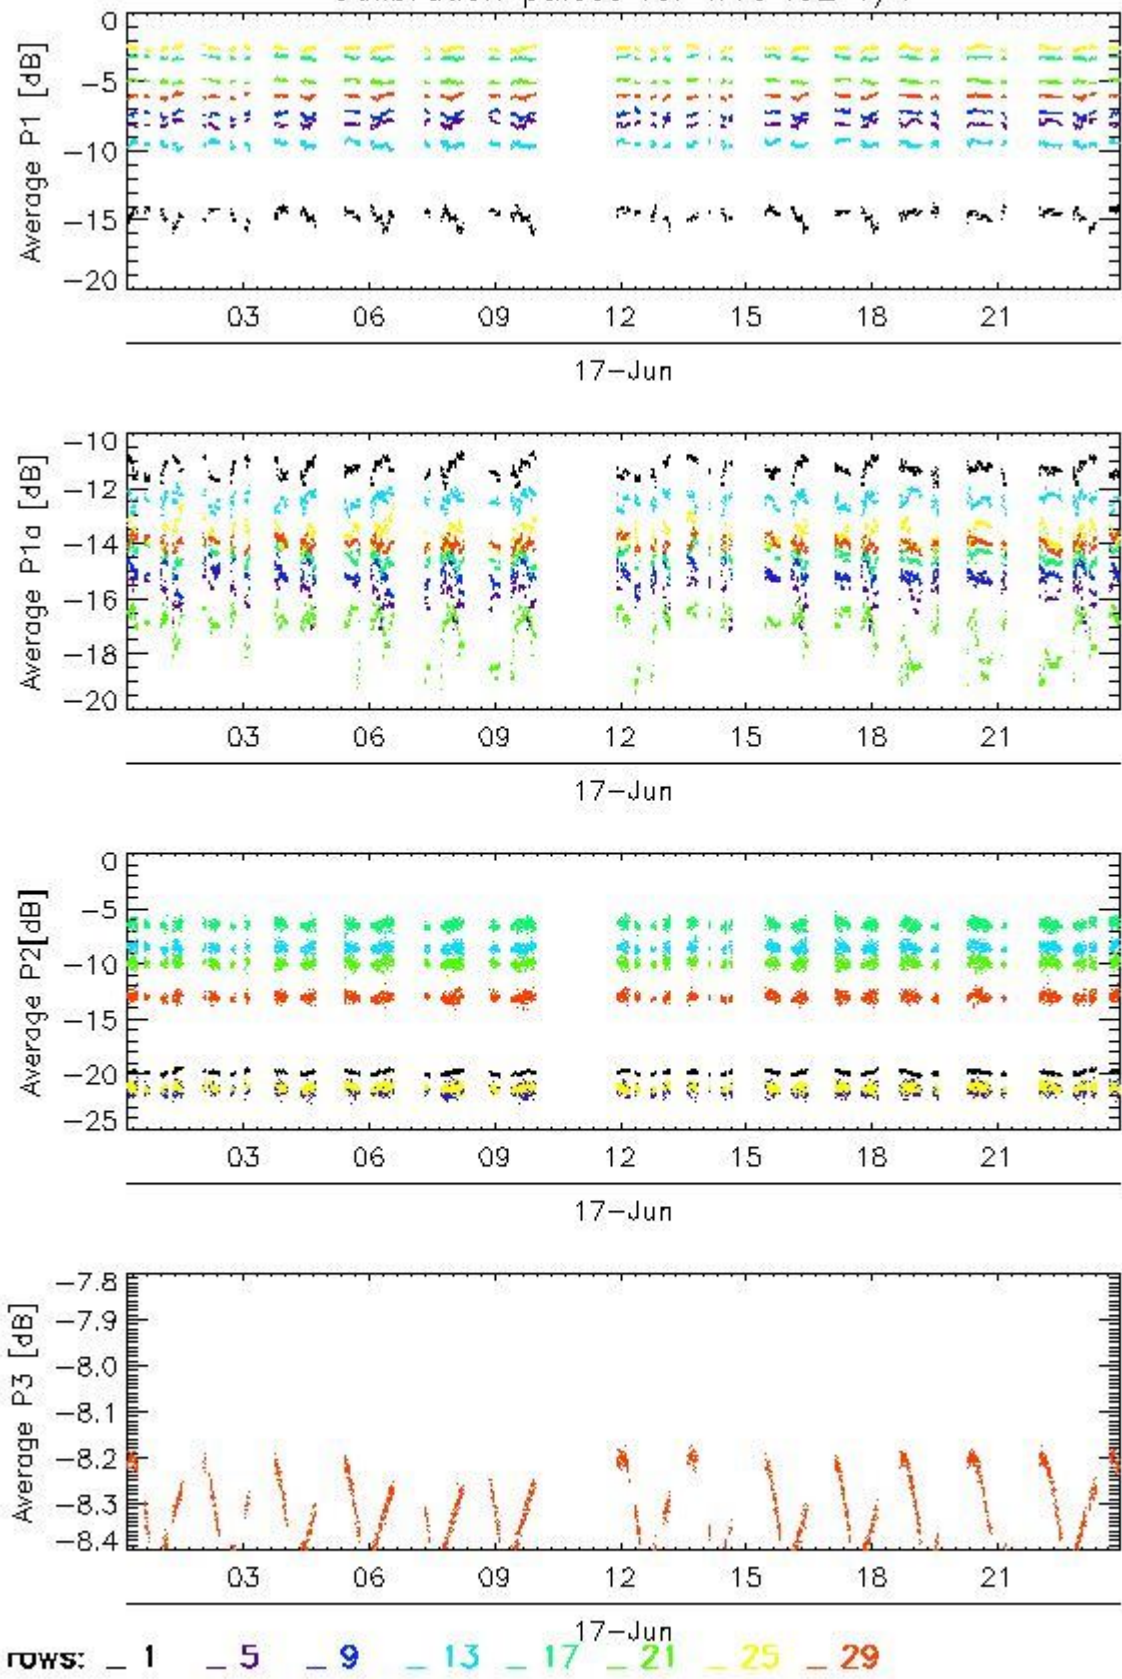 0
-5
-10
-15
-20
Average P1 [dB]
03 06 09 12 15 18 21
17-Jun
-10
-12
-14
-16
-18
-20
Average P1a [dB]
03 06 09 12 15 18 21
17-Jun
0
-5
-10
-15
-20
-25
Average P2[dB]
03 06 09 12 15 18 21
17-Jun
-7.8
-7.9
-8.0
-8.1
-8.2
-8.3
-8.4
Average P3 [dB]
03 06 09 12 15 18 21
17-Jun
rows: _ 1 _ 5 _ 9 _ 13 _ 17 _ 21 _ 25 _ 29